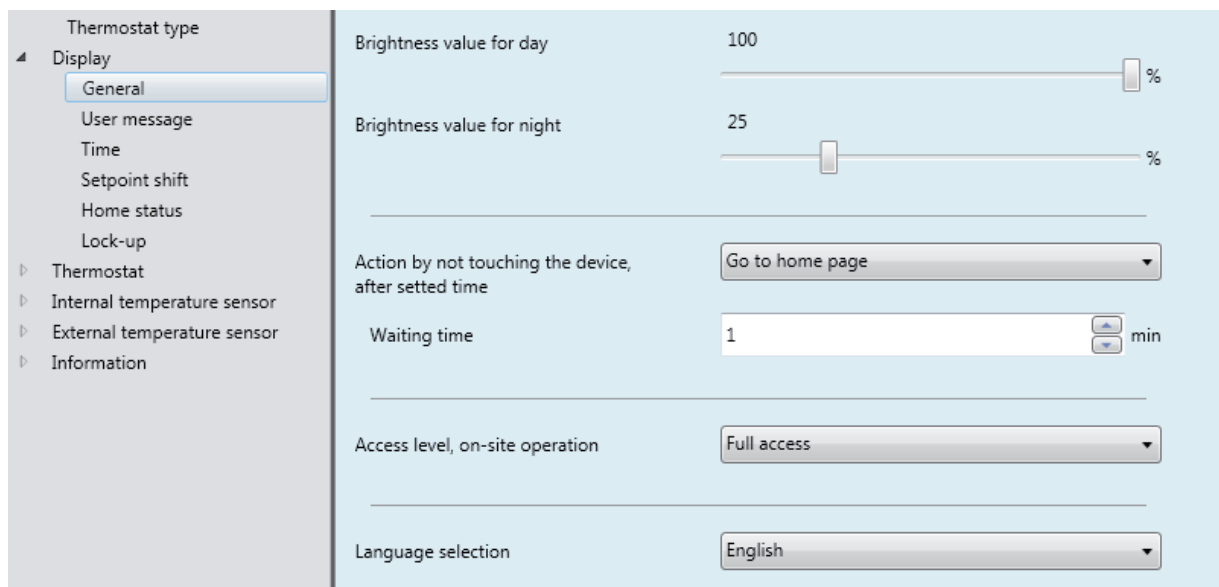 Thermostat type
Display
General
User message
Time
Setpoint shift
Home status
Lock-up
Thermostat
Internal temperature sensor
External temperature sensor
Information
Brightness value for day
100
%
Brightness value for night
25
%
Action by not touching the device,
after setted time
Go to home page
Waiting time
1
min
Access level, on-site operation
Full access
Language selection
English